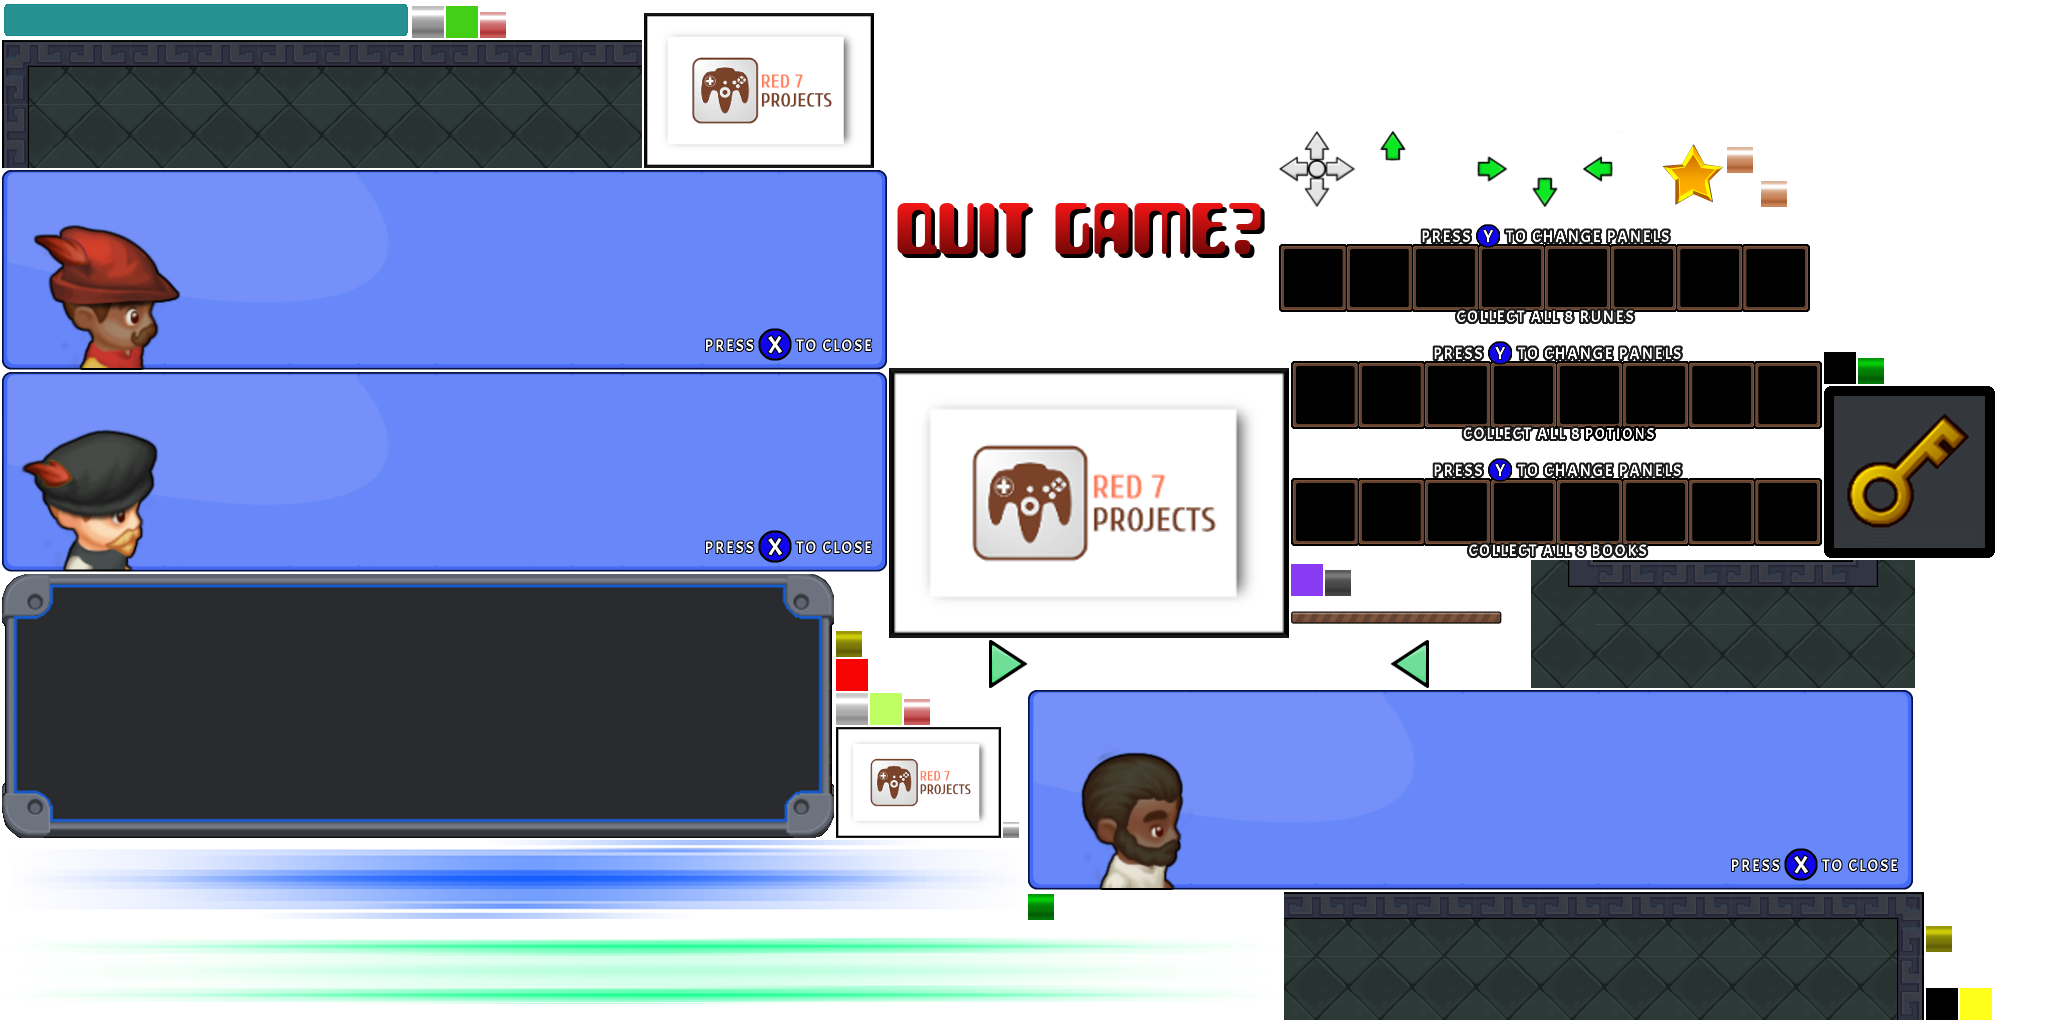 RED 7
PROJECTS
QUIT GAME?
PRESS Y TO CHANGE PANELS
COLLECT ALL 8 RUNES
PRESS X TO CLOSE
PRESS Y TO CHANGE PANELS
COLLECT ALL 8 POTIONS
PRESS Y TO CHANGE PANELS
COLLECT ALL 8 BOOKS
RED 7
PROJECTS
PRESS X TO CLOSE
RED 7
PROJECTS
PRESS X TO CLOSE